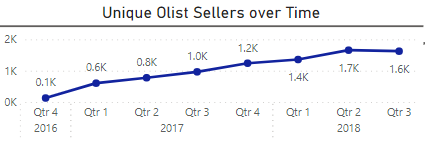 Unique Olist Sellers over Time
2K
1K
0K
0.1K
0.6K
0.8K
1.0K
1.2K
1.4K
1.7K
1.6K
Qtr 4 Qtr 1 Qtr 2 Qtr 3 Qtr 4 Qtr 1 Qtr 2 Qtr 3
2016 2017 2018